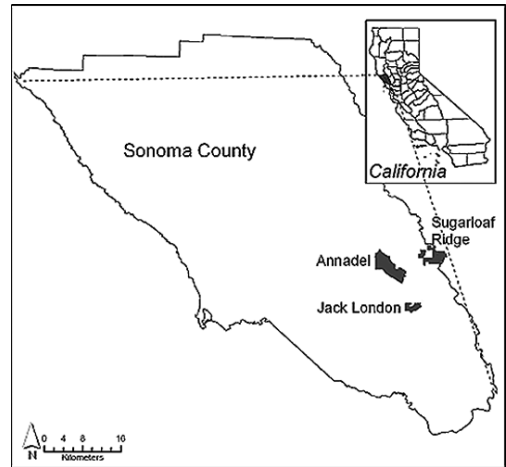 Sonoma County
California
Sugarloaf
Ridge
Annadel
Jack London
N
0 4 8 16
Kilometers